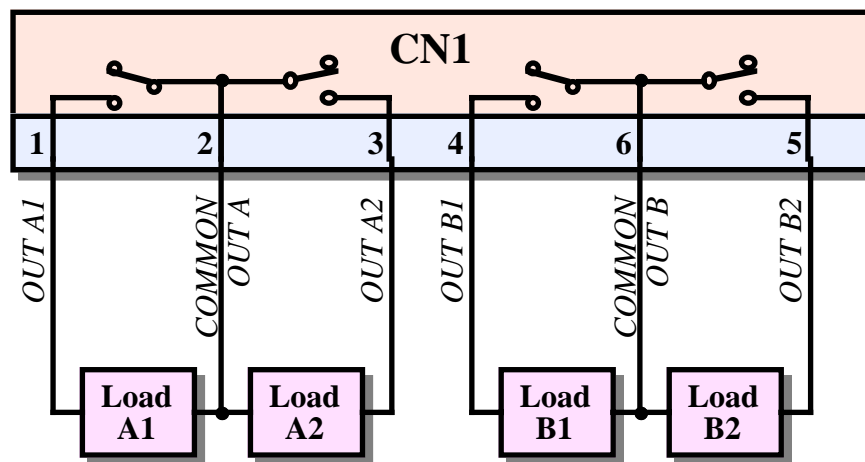 CN1
1 2 3 4 6 5
OUT A1
COMMON
OUT A
OUT A2
OUT B1
COMMON
OUT B
OUT B2
Load
A1
Load
A2
Load
B1
Load
B2